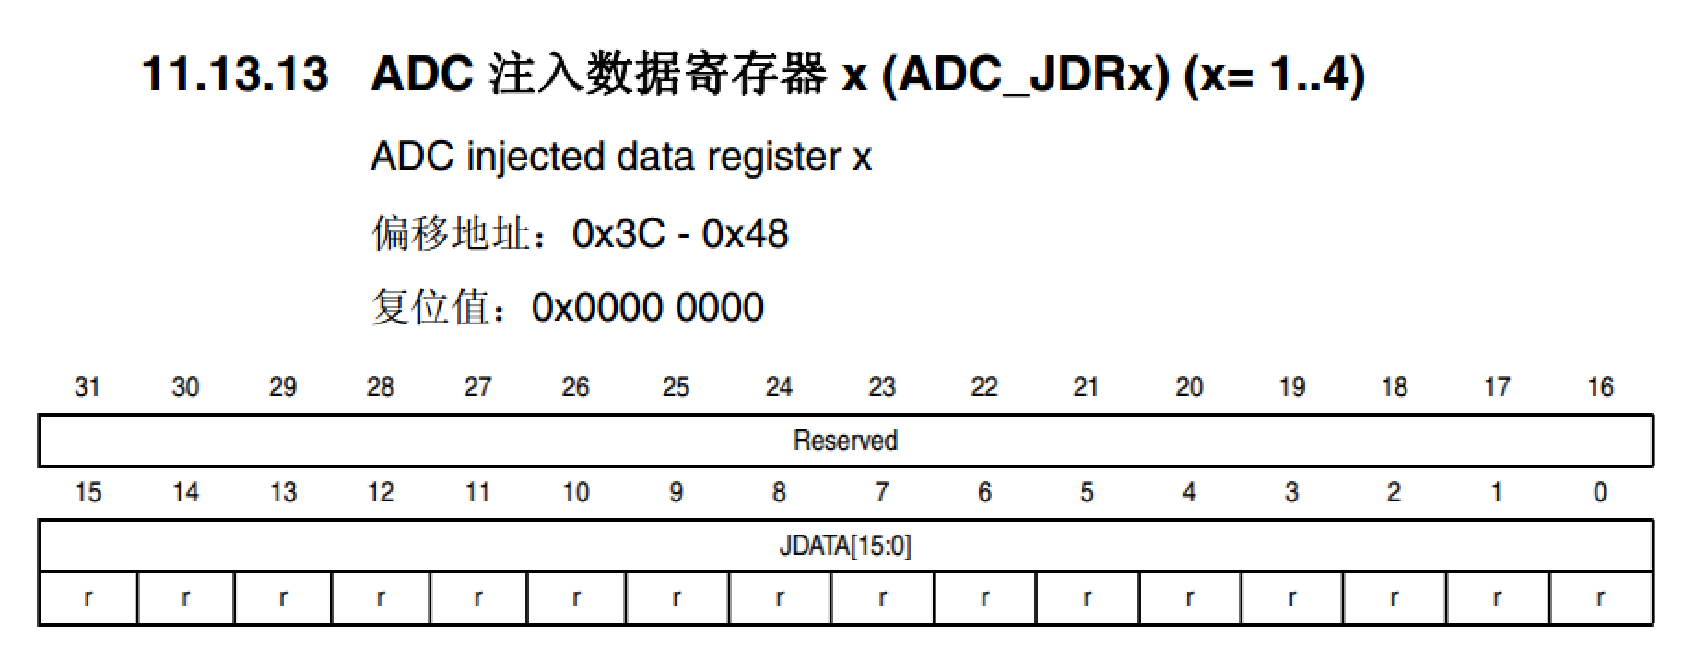 11.13.13 ADC 注入数据寄存器 x (ADC_JDRx) (x= 1..4)
ADC injected data register x
偏移地址：0x3C - 0x48
复位值：0x0000 0000
31 30 29 28 27 26 25 24 23 22 21 20 19 18 17 16
Reserved
15 14 13 12 11 10 9 8 7 6 5 4 3 2 1 0
JDATA[15:0]
r r r r r r r r r r r r r r r r